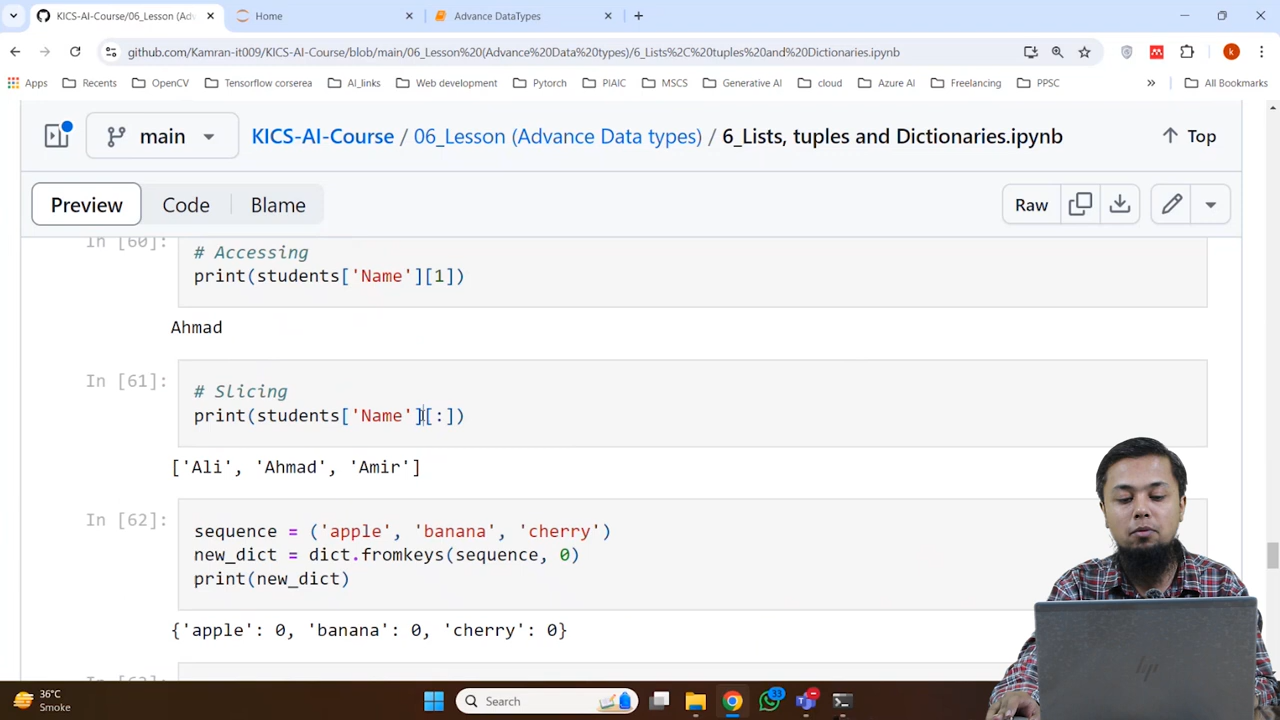 KICS-AI-Course/06_Lesson (Adv
Home
Advance DataTypes
github.com/Kamran-it009/KICS-AI-Course/blob/main/06_Lesson%20(Advance%20Data%20types)/6_Lists%2C%20tuples%20and%20Dictionaries.ipynb
k
Apps
Recents
OpenCV
Tensorflow corserea
AI_links
Web development
Pytorch
PIAIC
MSCS
Generative AI
cloud
Azure AI
Freelancing
PPSC
»
All Bookmarks
main
KICS-AI-Course / 06_Lesson (Advance Data types) / 6_Lists, tuples and Dictionaries.ipynb
Top
Preview
Code
Blame
Raw
In [60]:
# Accessing
print(students['Name'][1])
Ahmad
In [61]:
# Slicing
print(students['Name'][:])
['Ali', 'Ahmad', 'Amir']
In [62]:
sequence = ('apple', 'banana', 'cherry')
new_dict = dict.fromkeys(sequence, 0)
print(new_dict)
{'apple': 0, 'banana': 0, 'cherry': 0}
hp
36°C
Smoke
Search
33